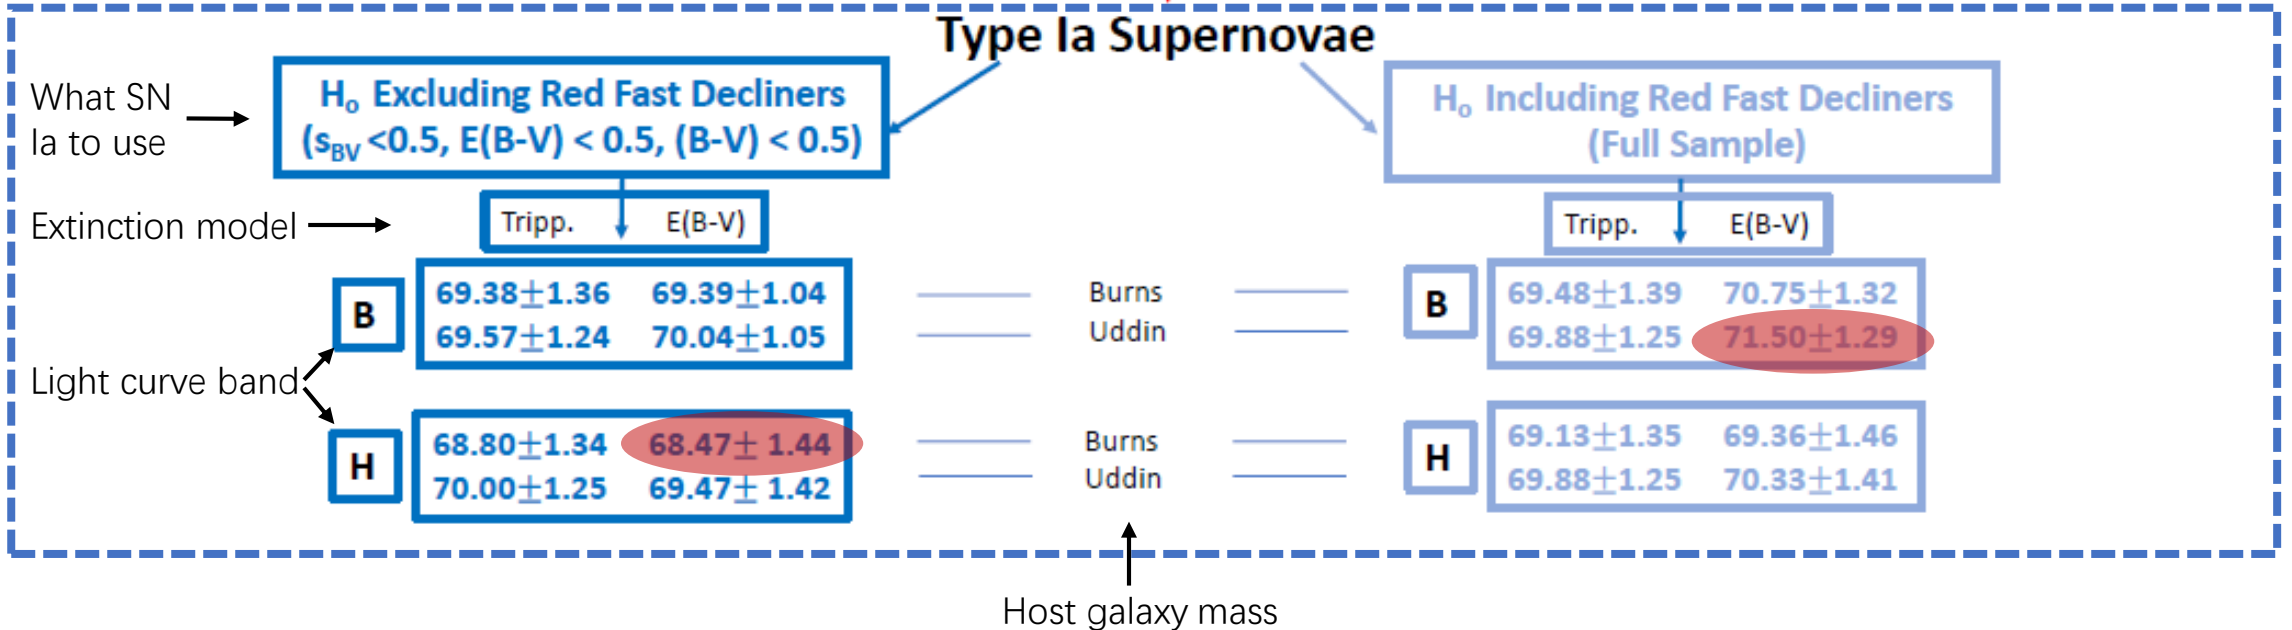 Type Ia Supernovae
What SN
Ia to use
H₀ Excluding Red Fast Decliners
(s_BV <0.5, E(B-V) < 0.5, (B-V) < 0.5)
H₀ Including Red Fast Decliners
(Full Sample)
Extinction model
Tripp. E(B-V)
Tripp. E(B-V)
Light curve band
B
69.38±1.36 69.39±1.04
69.57±1.24 70.04±1.05
Burns
Uddin
B
69.48±1.39 70.75±1.32
69.88±1.25 71.50±1.29
H
68.80±1.34 68.47± 1.44
70.00±1.25 69.47± 1.42
Burns
Uddin
H
69.13±1.35 69.36±1.46
69.88±1.25 70.33±1.41
Host galaxy mass